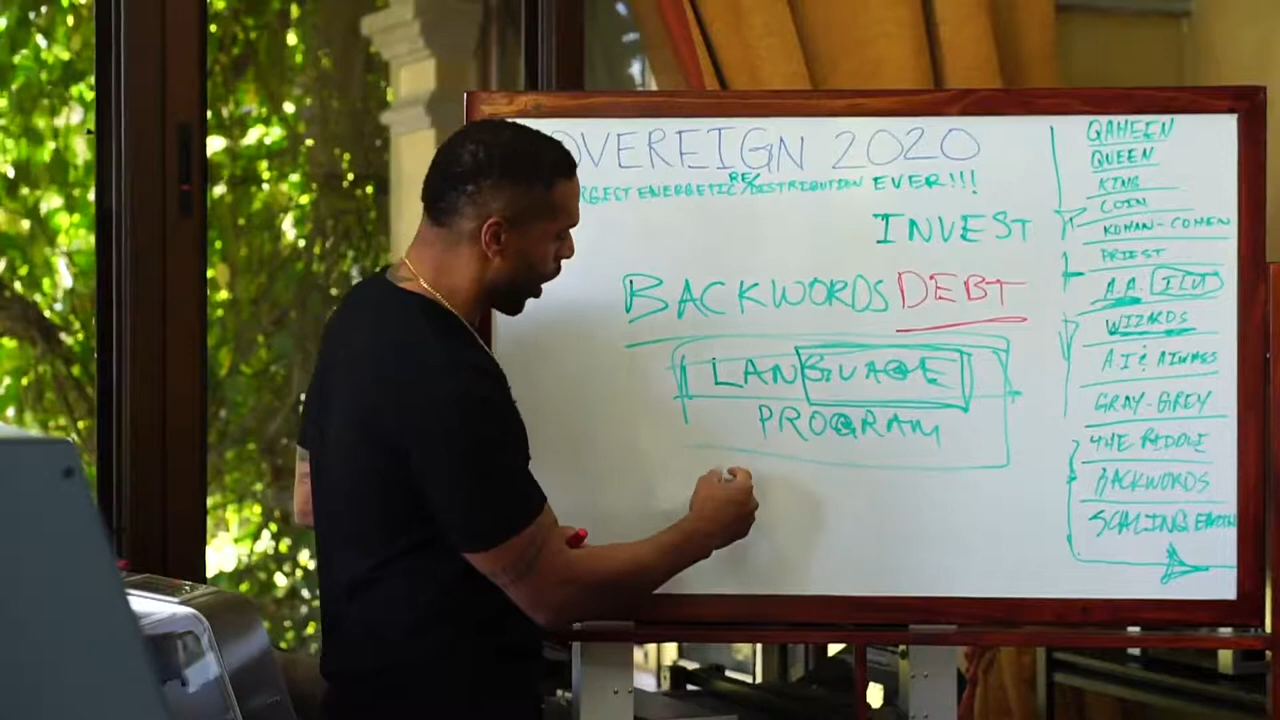 OVEREIGN 2020
RGEST ENERGETIC RE/DISTRIBUTION EVER!!!
INVEST
BACKWORDS DEBT
LANGUAGE
PROGRAM
QAHEEN
QUEEN
KING
COIN
KOHAN-COHEN
PRIEST
A.A.
WIZARDS
A.I &
GRAY-GREY
THE RIDDLE
BACKWORDS
SCALING